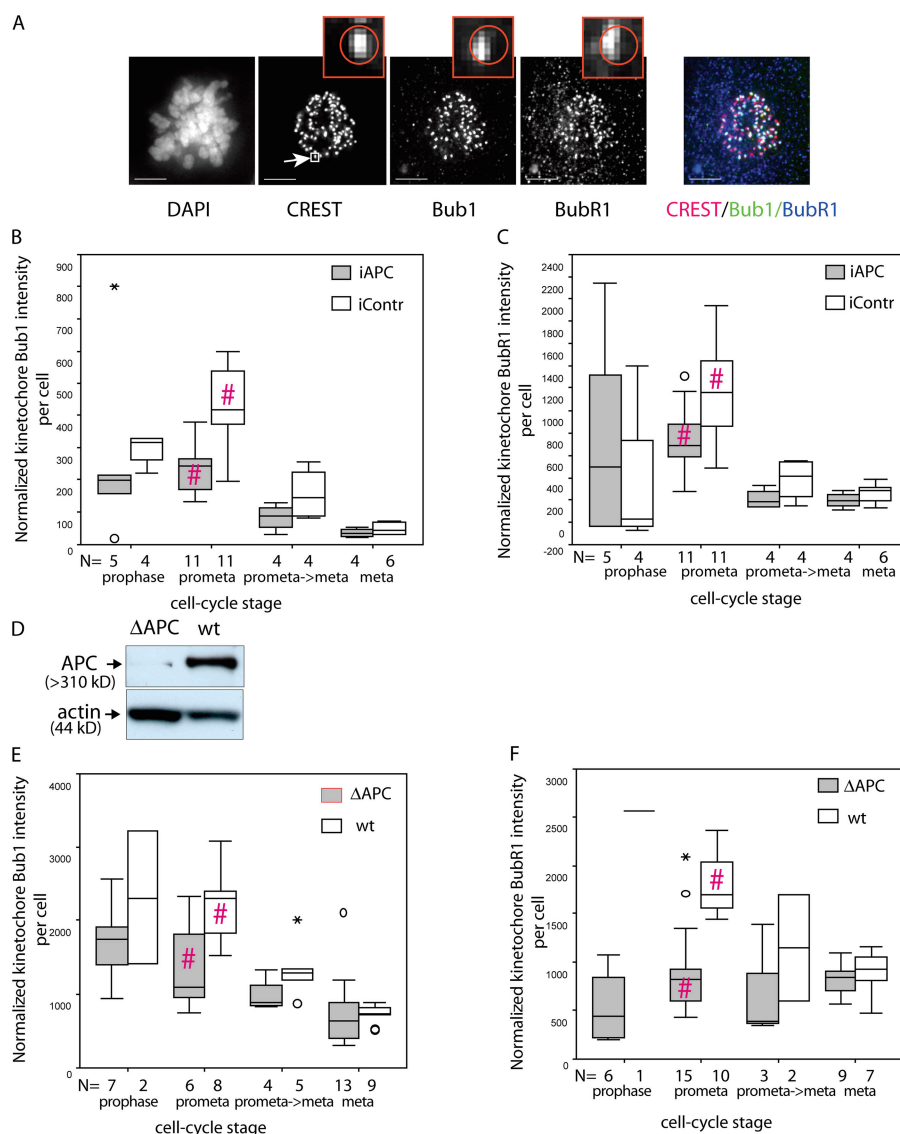 A
DAPI
CREST
Bub1
BubR1
CREST/Bub1/BubR1
B
Normalized kinetochore Bub1 intensity
per cell
900
800
700
600
500
400
300
200
100
0
*
iAPC
iContr
#
#
N= 5 4 11 11 4 4 4 6
prophase prometa prometa->meta meta
cell-cycle stage
C
Normalized kinetochore BubR1 intensity
per cell
2400
2200
2000
1800
1600
1400
1200
1000
800
600
400
200
0
-200
iAPC
iContr
#
#
N= 5 4 11 11 4 4 4 6
prophase prometa prometa->meta meta
cell-cycle stage
D
ΔAPC wt
APC
(>310 kD)
actin
(44 kD)
E
Normalized kinetochore Bub1 intensity
per cell
4000
3000
2000
1000
0
ΔAPC
wt
#
#
*
N= 7 2 6 8 4 5 13 9
prophase prometa prometa->meta meta
cell-cycle stage
F
Normalized kinetochore BubR1 intensity
per cell
3000
2500
2000
1500
1000
500
0
ΔAPC
wt
*
#
#
N= 6 1 15 10 3 2 9 7
prophase prometa prometa->meta meta
cell-cycle stage